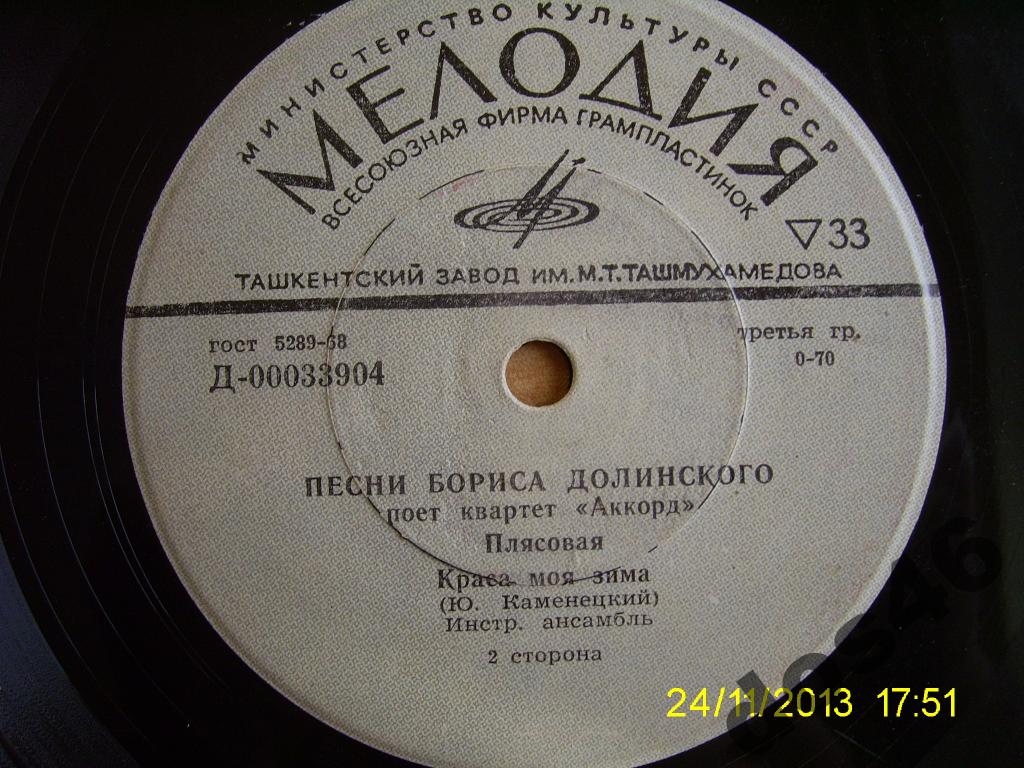 МИНИСТЕРСТВО КУЛЬТУРЫ СССР
МЕЛОДИЯ
ВСЕСОЮЗНАЯ ФИРМА ГРАМПЛАСТИНОК
▽33
ТАШКЕНТСКИЙ ЗАВОД ИМ.М.Т.ТАШМУХАМЕДОВА
гост 5289-68
третья гр.
Д-00033904
0-70
ПЕСНИ БОРИСА ДОЛИНСКОГО
поет квартет «Аккорд»
Плясовая
Краса моя зима
(Ю. Каменецкий)
Инстр. ансамбль
2 сторона
24/11/2013 17:51
dos46